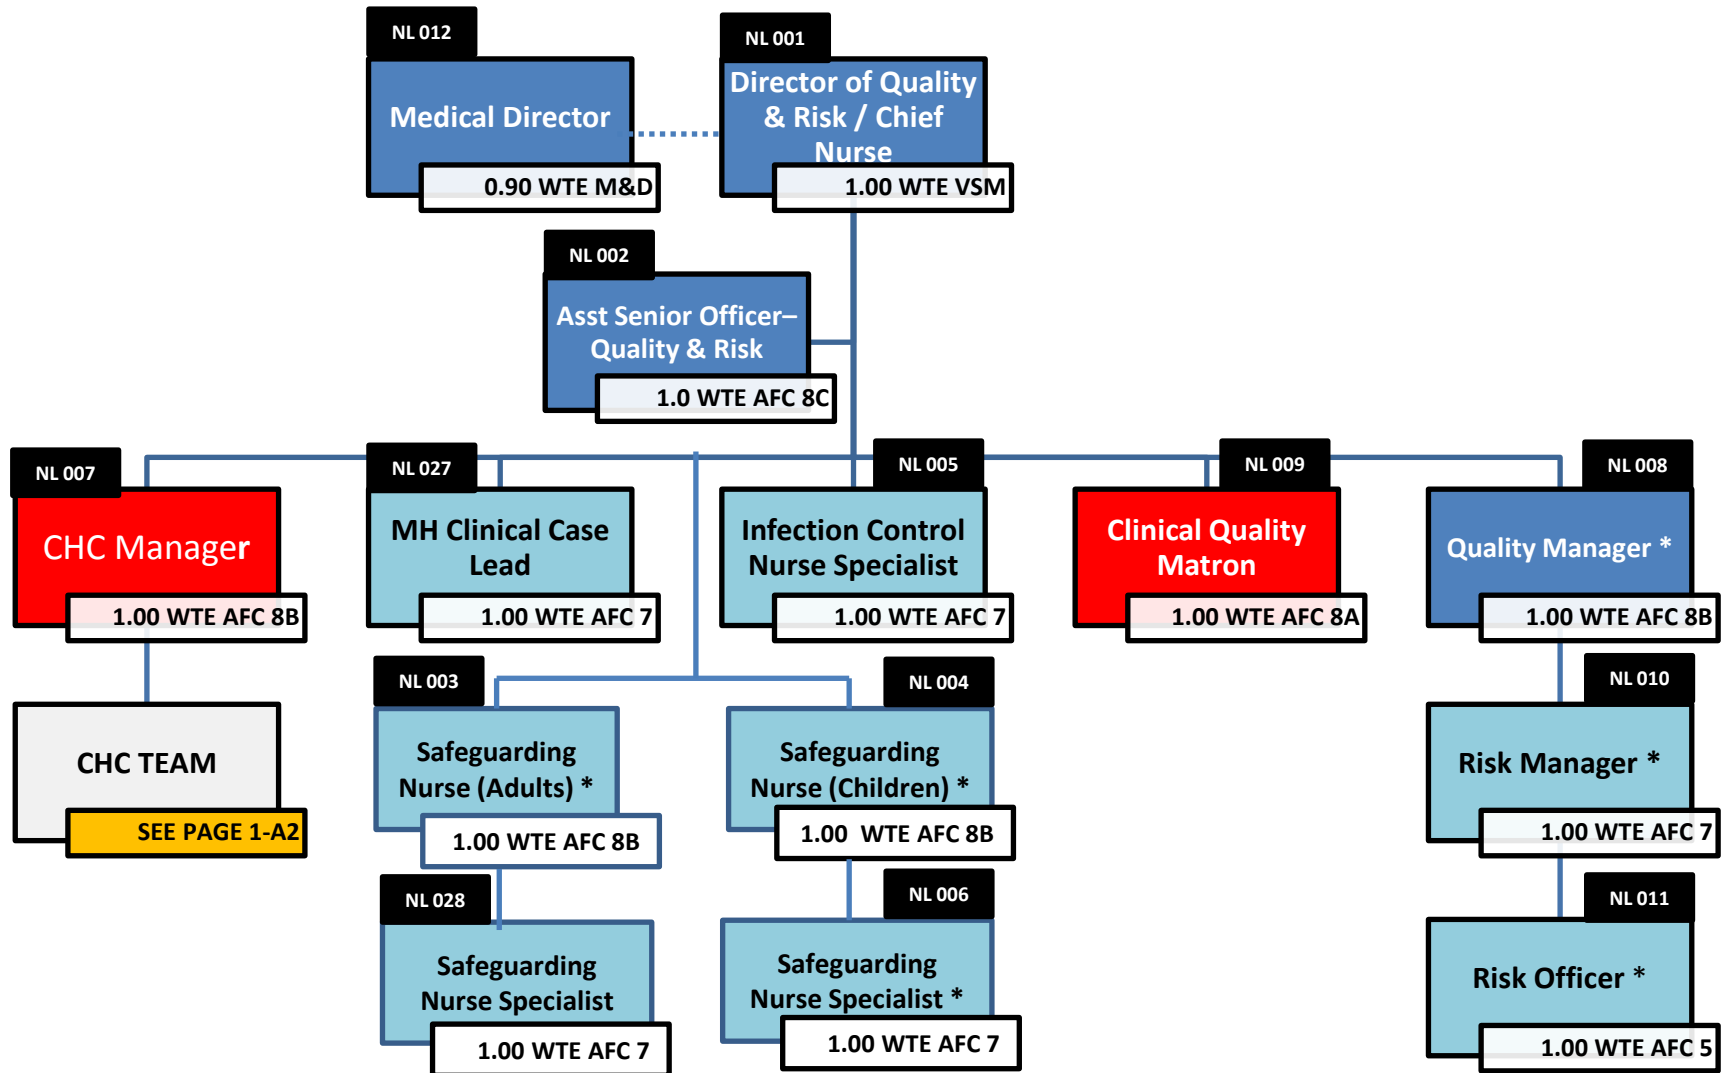 NL 012
Medical Director
0.90 WTE M&D
NL 001
Director of Quality
& Risk / Chief
Nurse
1.00 WTE VSM
NL 002
Asst Senior Officer–
Quality & Risk
1.0 WTE AFC 8C
NL 007
CHC Manager
1.00 WTE AFC 8B
NL 027
MH Clinical Case
Lead
1.00 WTE AFC 7
NL 005
Infection Control
Nurse Specialist
1.00 WTE AFC 7
NL 009
Clinical Quality
Matron
1.00 WTE AFC 8A
NL 008
Quality Manager *
1.00 WTE AFC 8B
CHC TEAM
SEE PAGE 1-A2
NL 003
Safeguarding
Nurse (Adults) *
1.00 WTE AFC 8B
NL 004
Safeguarding
Nurse (Children) *
1.00 WTE AFC 8B
NL 010
Risk Manager *
1.00 WTE AFC 7
NL 028
Safeguarding
Nurse Specialist
1.00 WTE AFC 7
NL 006
Safeguarding
Nurse Specialist *
1.00 WTE AFC 7
NL 011
Risk Officer *
1.00 WTE AFC 5